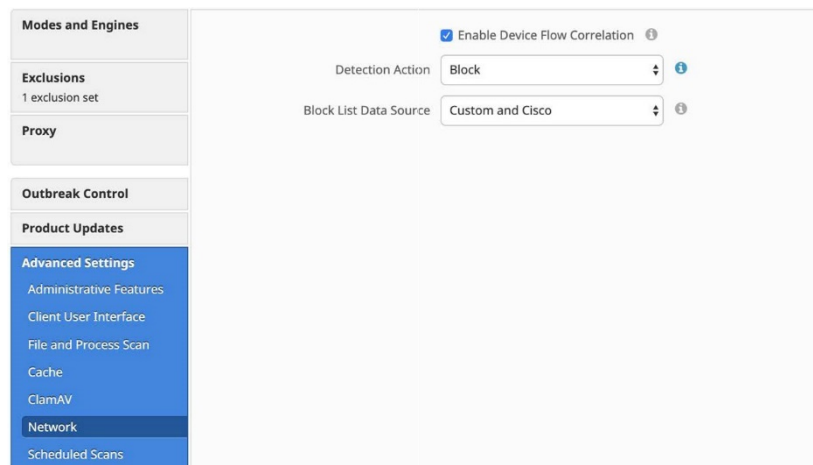 Modes and Engines
Exclusions
1 exclusion set
Proxy
Outbreak Control
Product Updates
Advanced Settings
Administrative Features
Client User Interface
File and Process Scan
Cache
ClamAV
Network
Scheduled Scans
Enable Device Flow Correlation
Detection Action Block
Block List Data Source Custom and Cisco